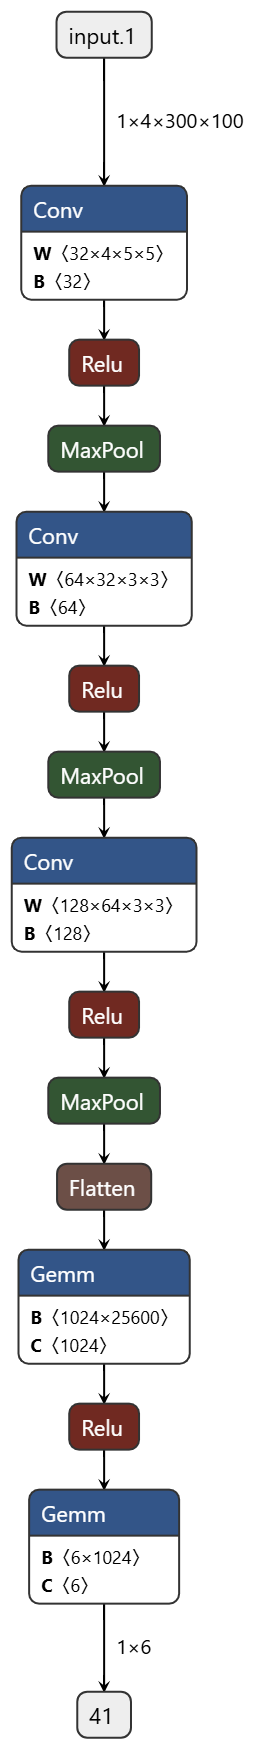 input.1
1×4×300×100
Conv
W ⟨32×4×5×5⟩
B ⟨32⟩
Relu
MaxPool
Conv
W ⟨64×32×3×3⟩
B ⟨64⟩
Relu
MaxPool
Conv
W ⟨128×64×3×3⟩
B ⟨128⟩
Relu
MaxPool
Flatten
Gemm
B ⟨1024×25600⟩
C ⟨1024⟩
Relu
Gemm
B ⟨6×1024⟩
C ⟨6⟩
1×6
41